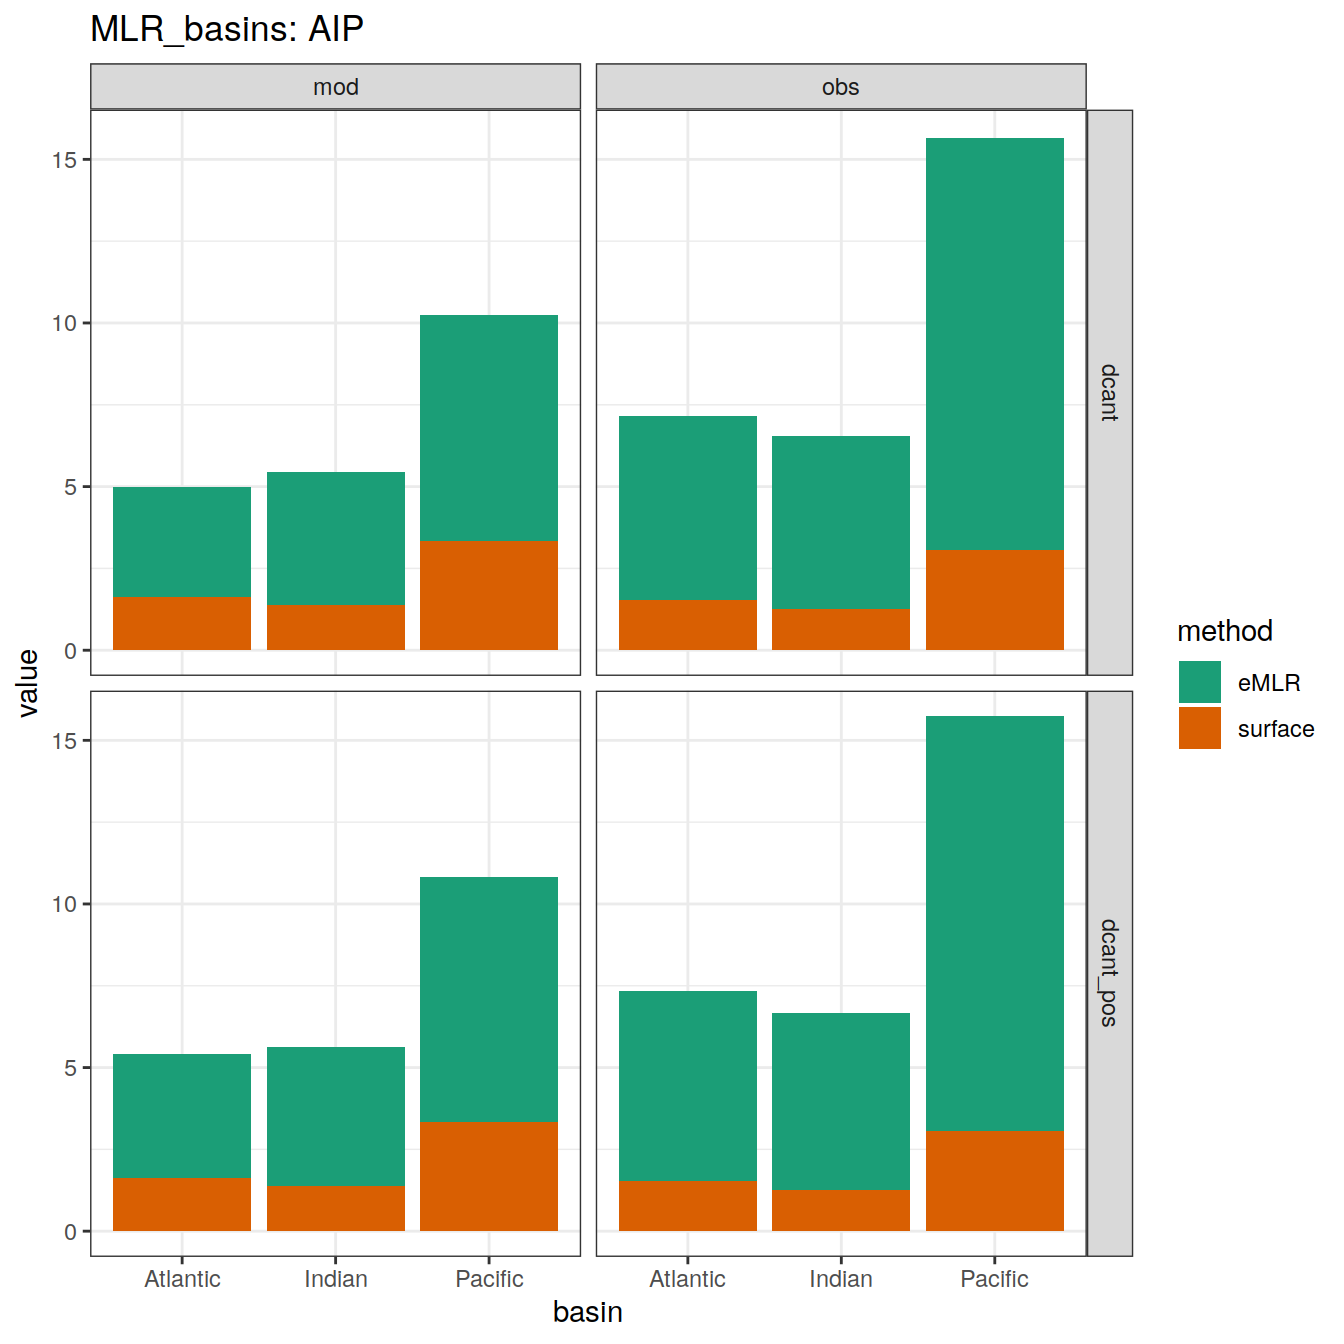 MLR_basins: AIP
mod
obs
15
10
5
0
dcant
15
10
5
0
dcant_pos
value
Atlantic
Indian
Pacific
Atlantic
Indian
Pacific
basin
method
eMLR
surface